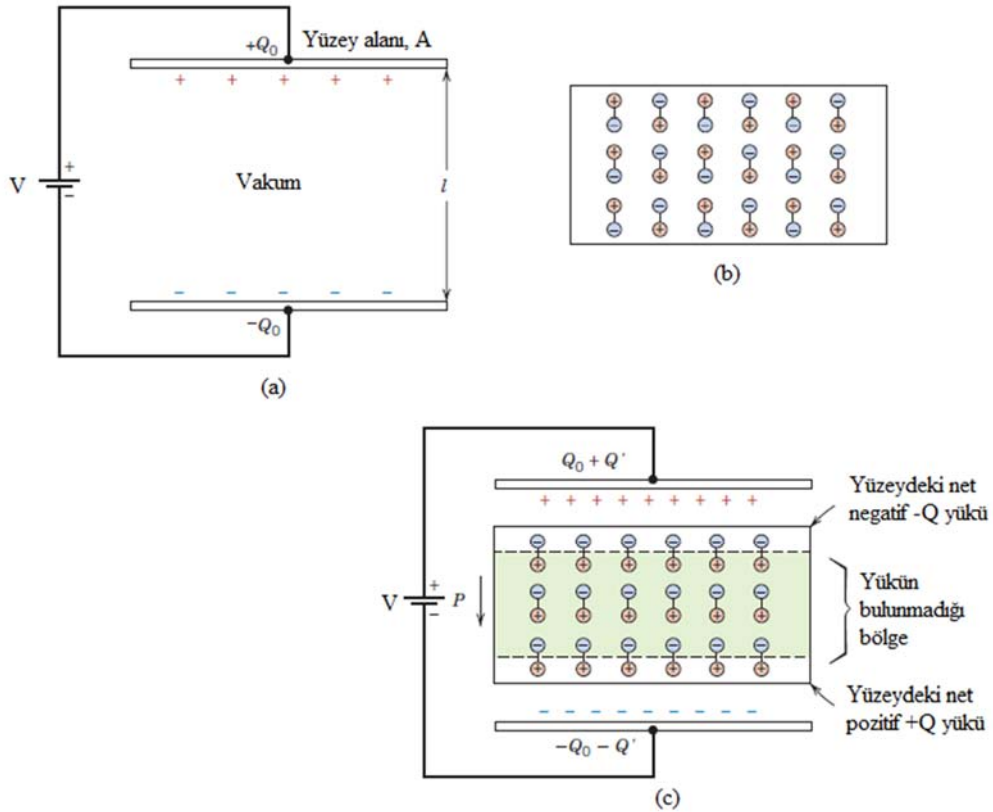 +Q₀
Yüzey alanı, A
+ + + + +
V
+
−
Vakum
l
− − − − −
−Q₀
(a)
(b)
Q₀ + Q'
+ + + + + + + + +
Yüzeydeki net
negatif -Q yükü
V
+
−
P
Yükün
bulunmadığı
bölge
− − − − − − − − −
Yüzeydeki net
pozitif +Q yükü
−Q₀ − Q'
(c)